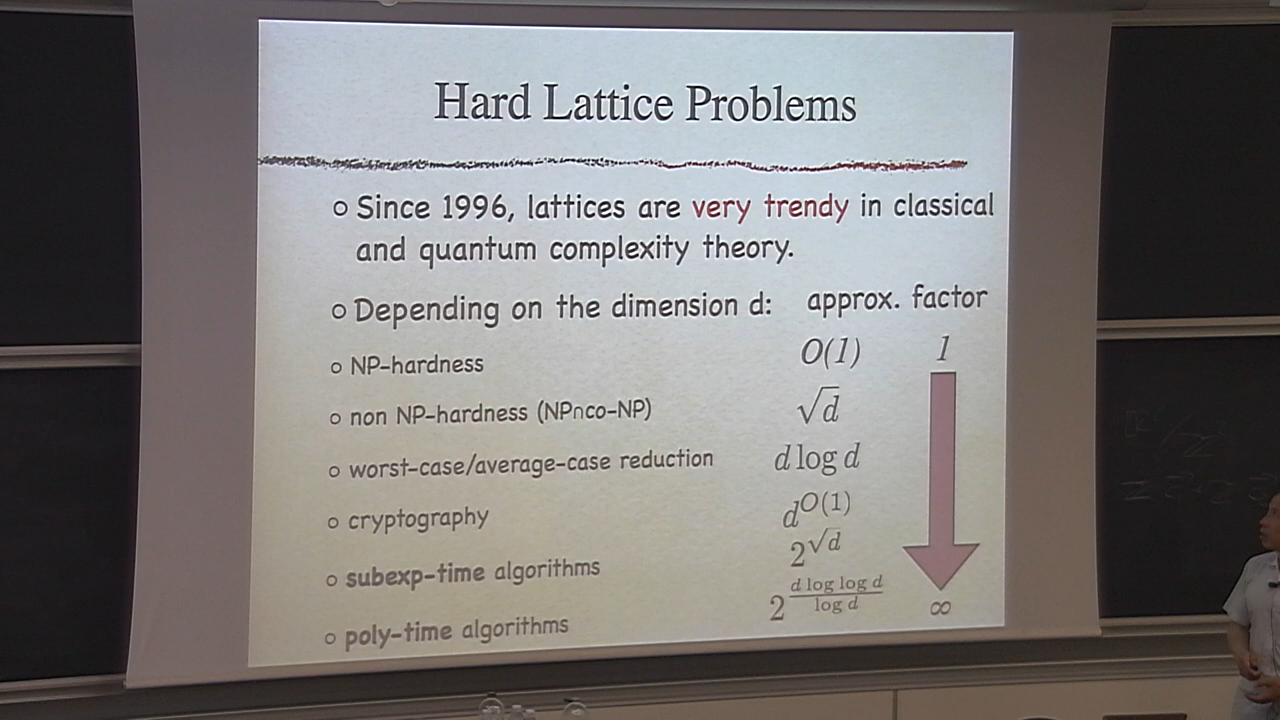 Hard Lattice Problems
○ Since 1996, lattices are very trendy in classical
and quantum complexity theory.
○ Depending on the dimension d: approx. factor
○ NP-hardness O(1) 1
○ non NP-hardness (NP∩co-NP) √d
○ worst-case/average-case reduction d log d
○ cryptography d^{O(1)}
○ subexp-time algorithms 2^{√d}
○ poly-time algorithms 2^{\frac{d log log d}{log d}} ∞